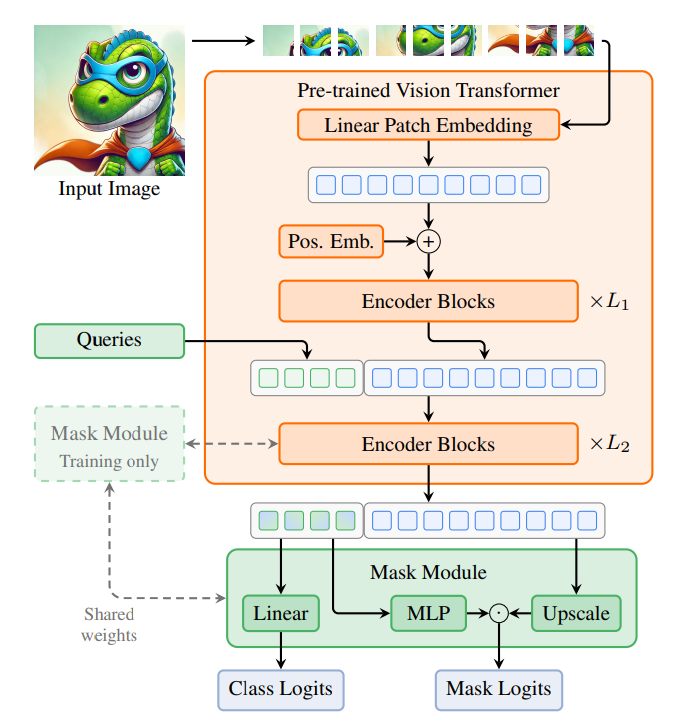 Input Image
Pre-trained Vision Transformer
Linear Patch Embedding
Pos. Emb.
+
Encoder Blocks
×L₁
Queries
Mask Module
Training only
Encoder Blocks
×L₂
Mask Module
Shared
weights
Linear
MLP
·
Upscale
Class Logits
Mask Logits